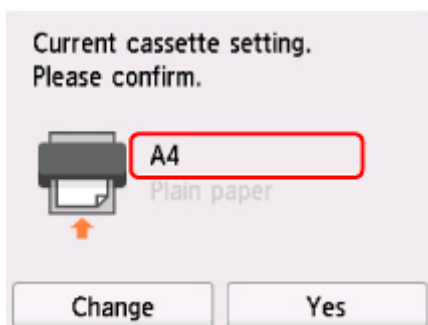 Current cassette setting.
Please confirm.
A4
Plain paper
Change
Yes